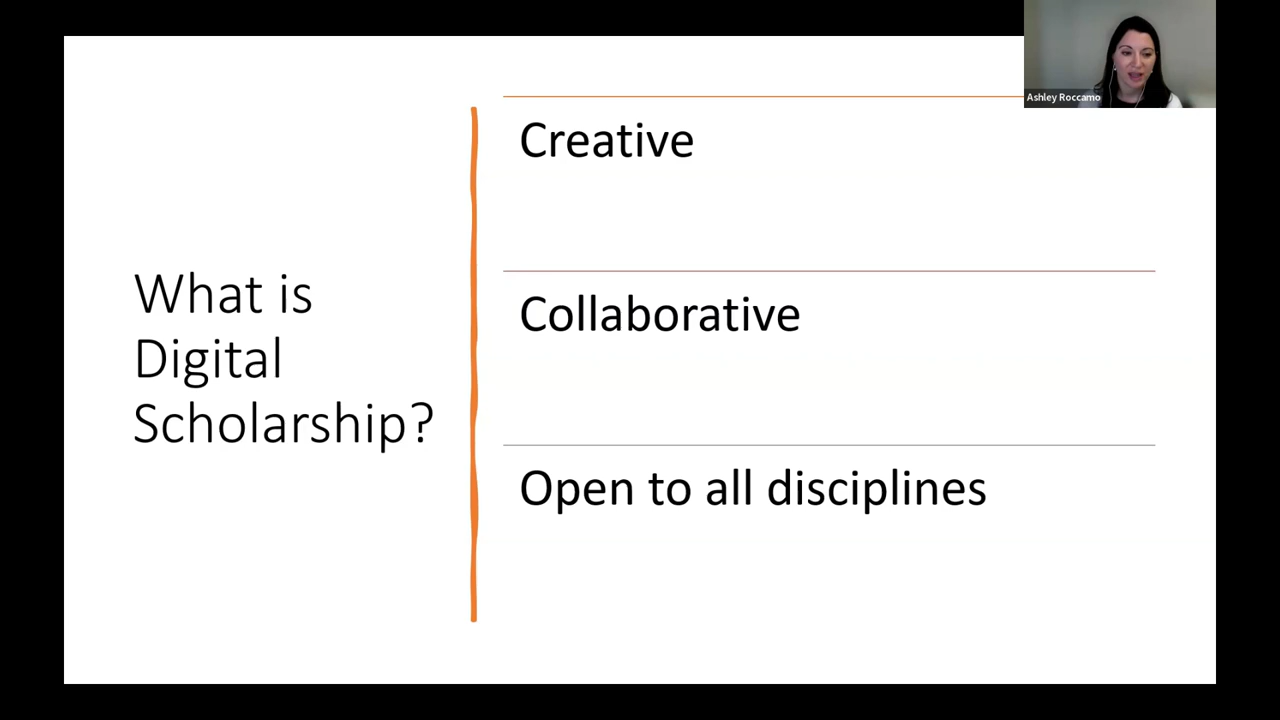 What is
Digital
Scholarship?
Creative
Collaborative
Open to all disciplines
Ashley Roccamo